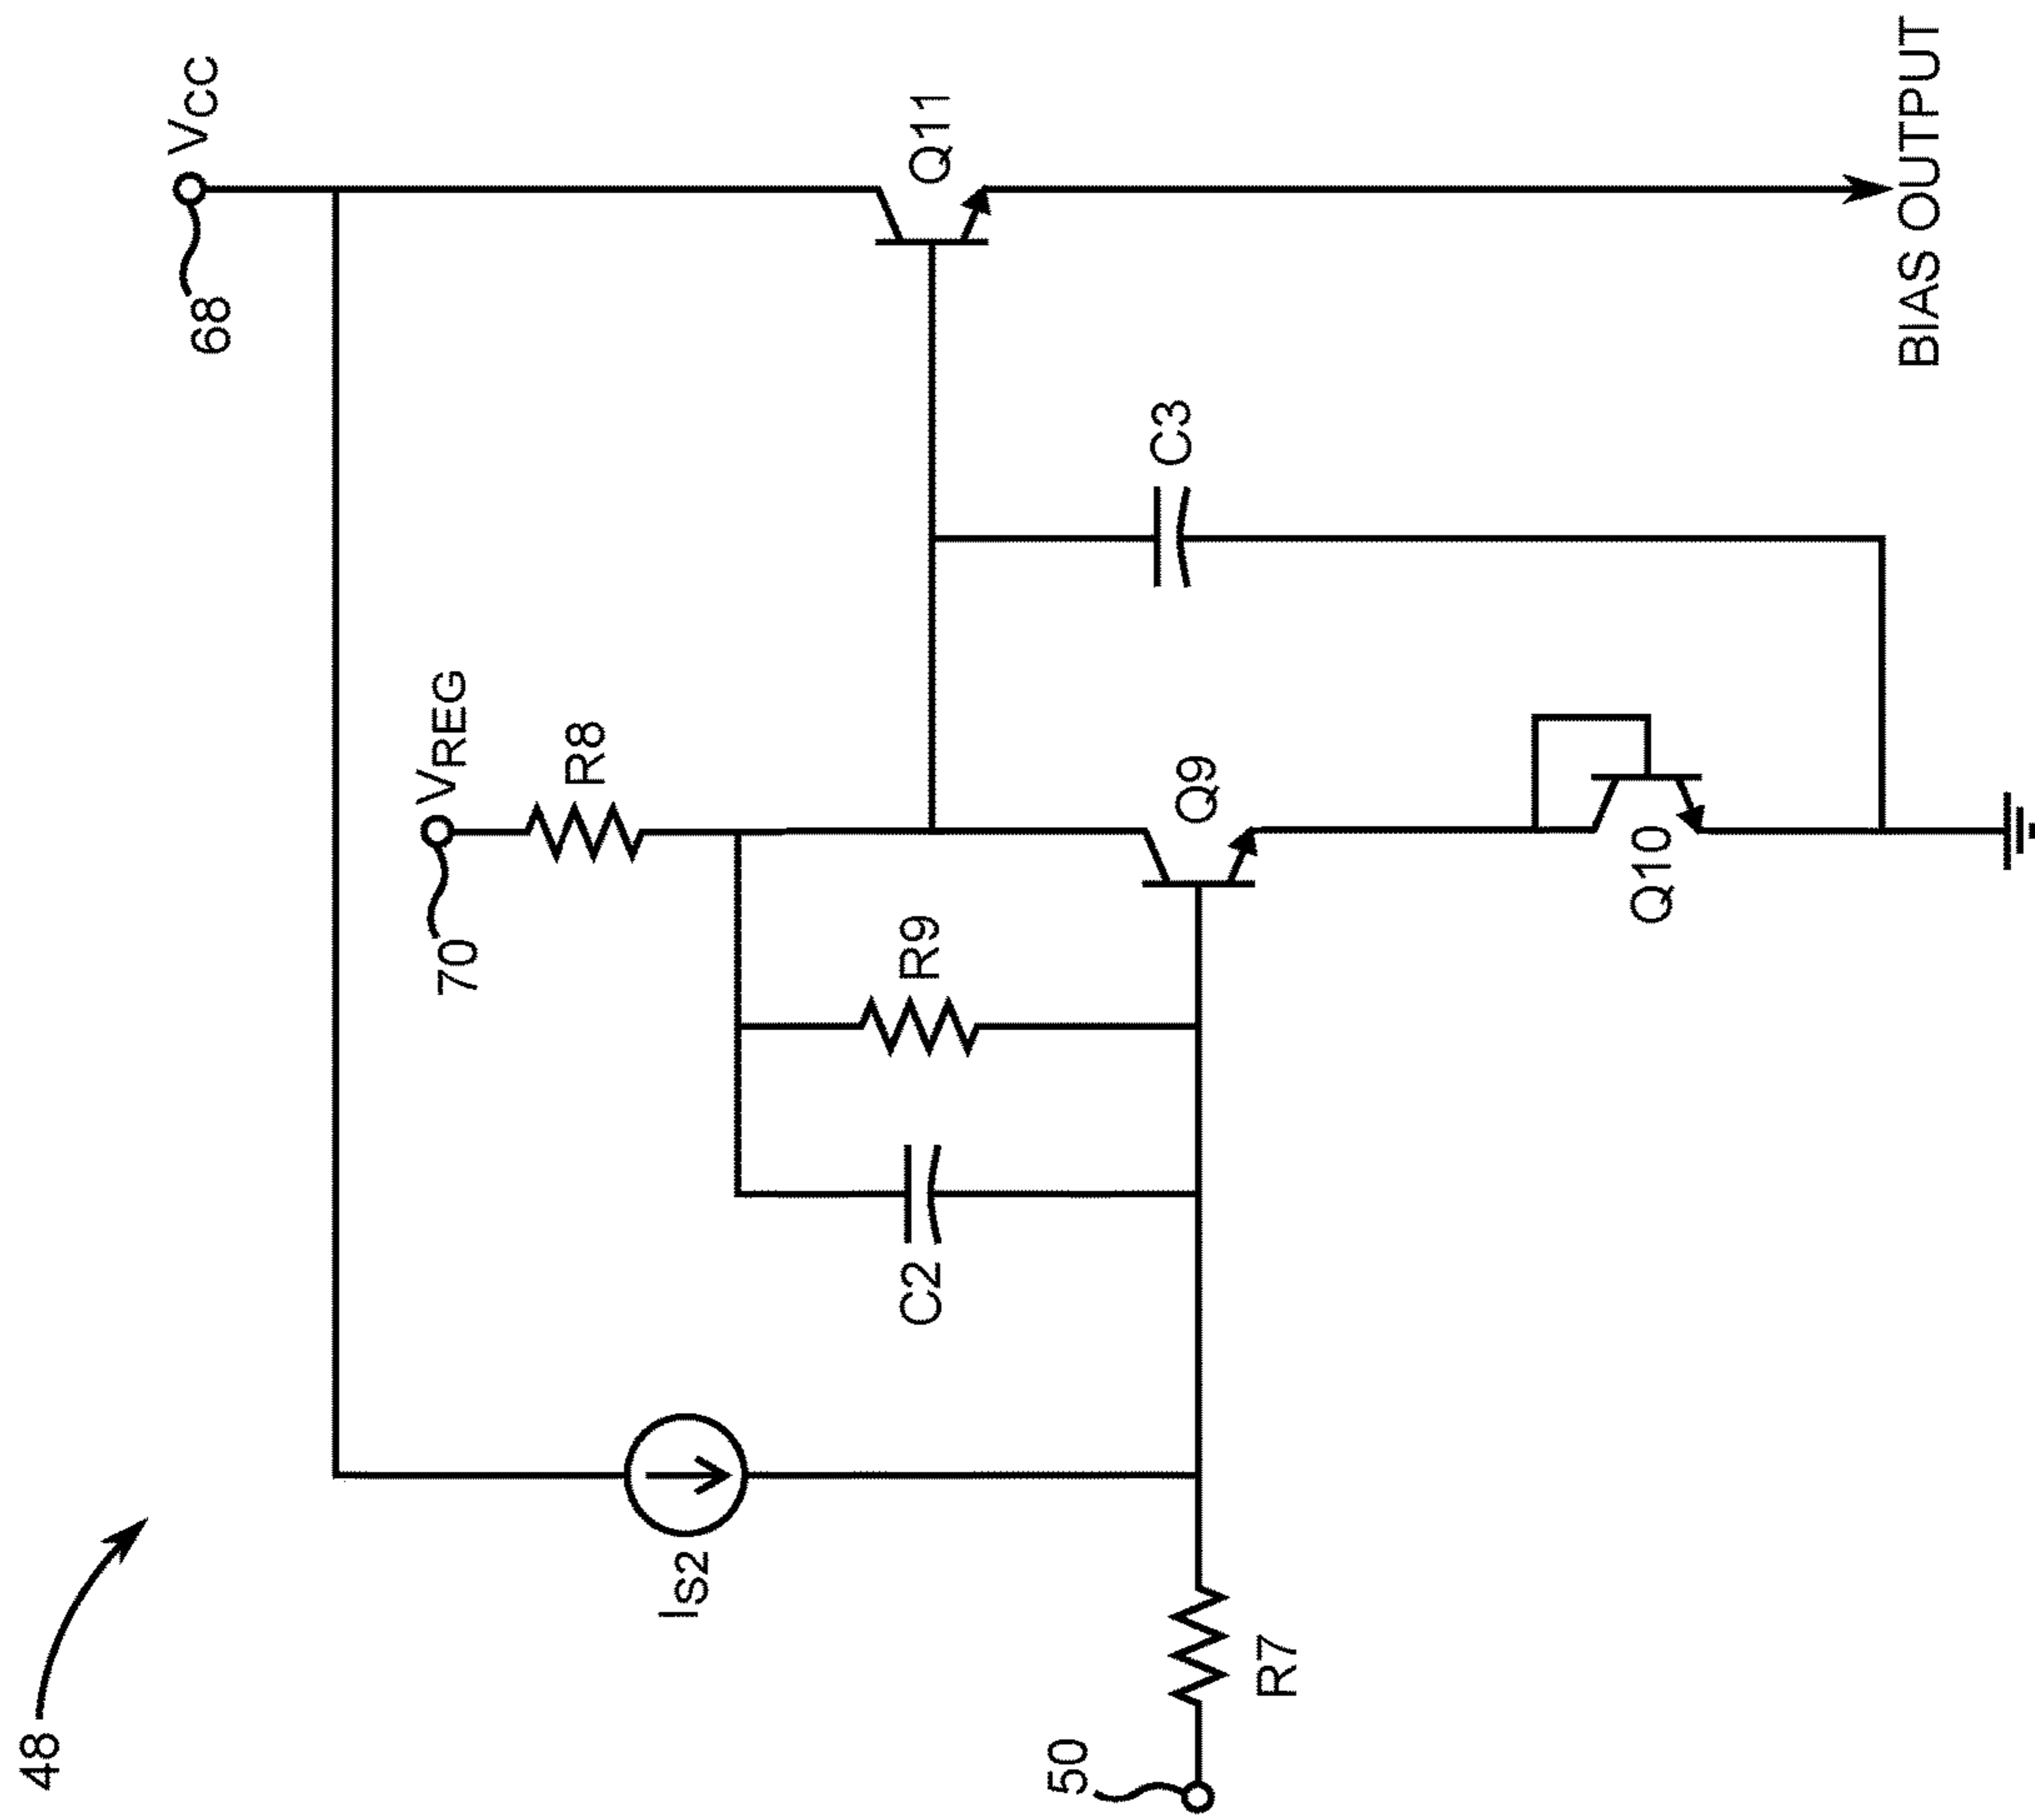 48
50
R7
IS2
C2
R9
70
VREG
R8
Q9
Q10
C3
68
VCC
Q11
BIAS OUTPUT